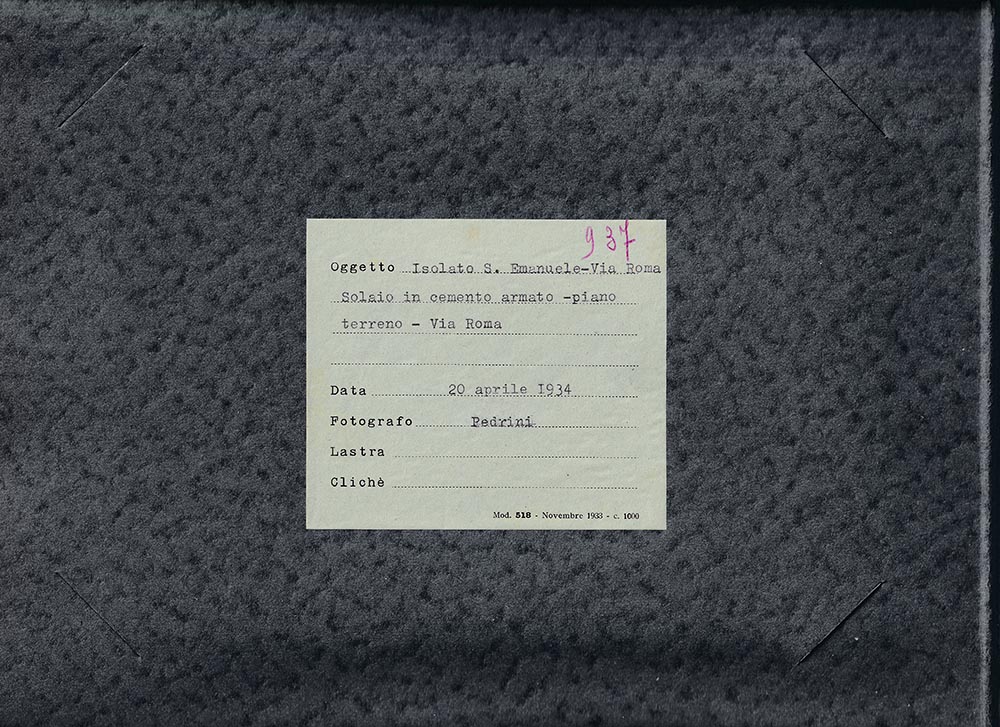 937
Oggetto Isolato S. Emanuele-Via Roma
Solaio in cemento armato -piano
terreno - Via Roma
Data 20 aprile I934
Fotografo Pedrini
Lastra
Clichè
Mod. 518 - Novembre 1933 - c. 1000